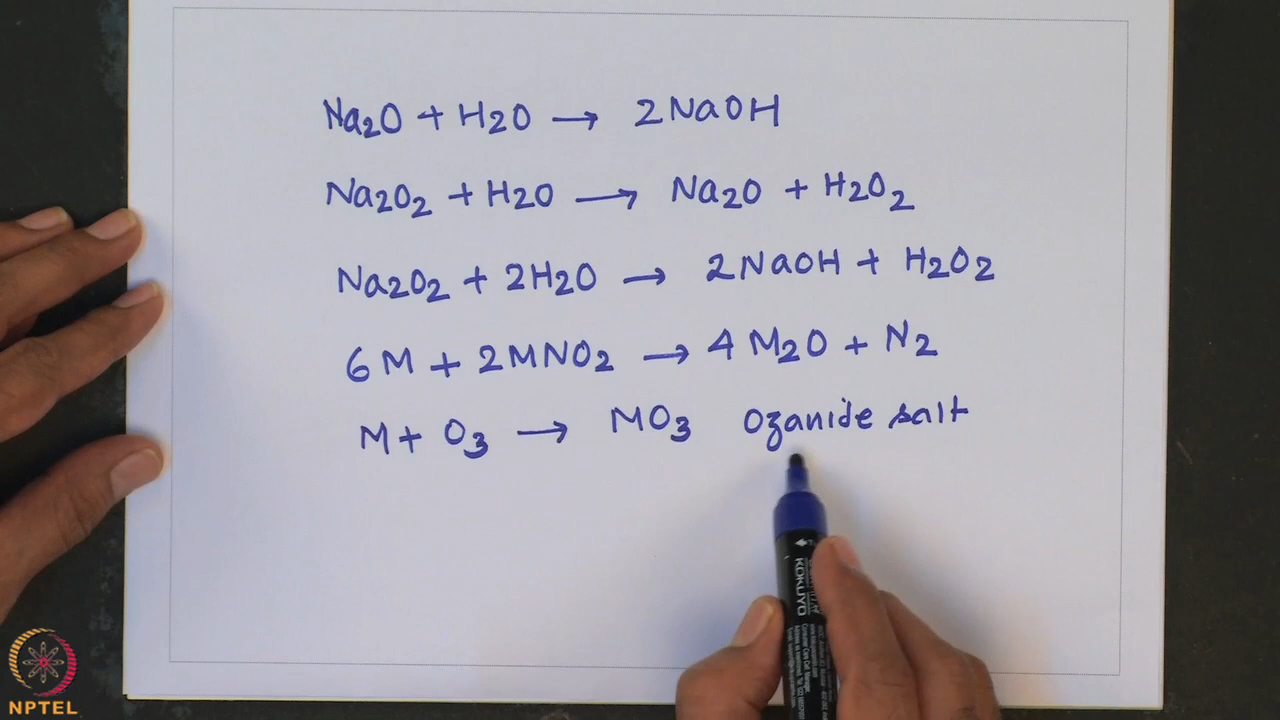 Na2O + H2O → 2NaOH
Na2O2 + H2O → Na2O + H2O2
Na2O2 + 2H2O → 2NaOH + H2O2
6M + 2MNO2 → 4M2O + N2
M + O3 → MO3 Ozanide salt
KOKUYO
NPTEL